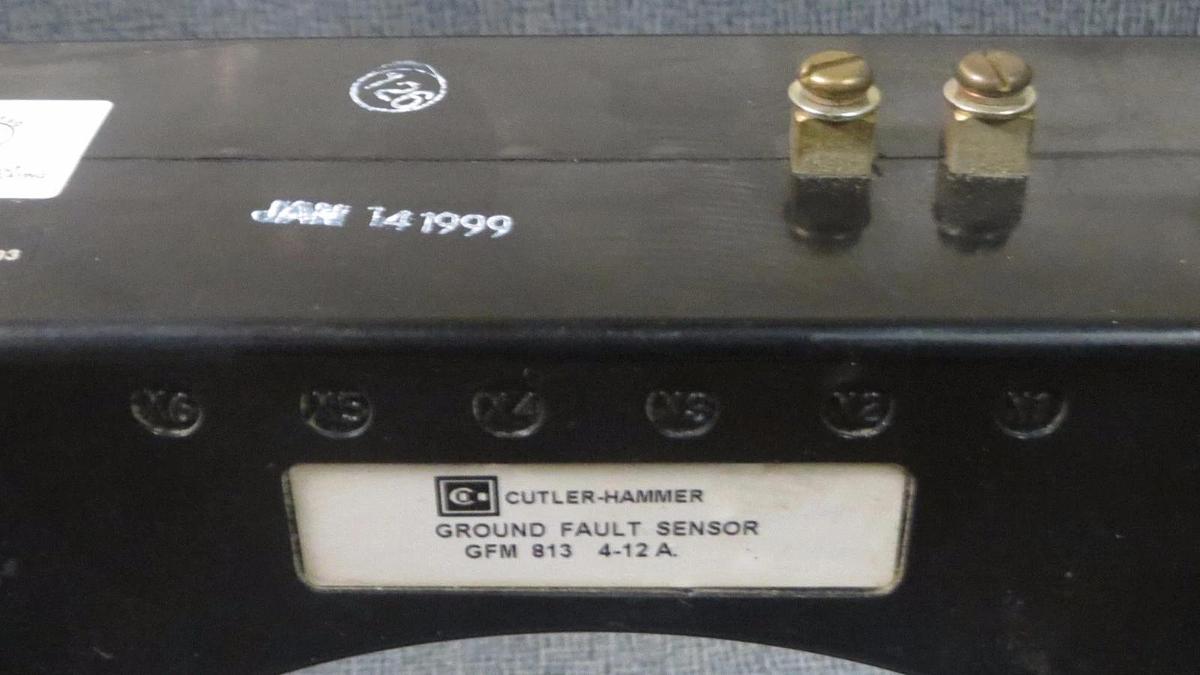 126
JAN 14 1999
X6 X5 X4 X3 X2 X1
CUTLER-HAMMER
GROUND FAULT SENSOR
GFM 813 4-12 A.